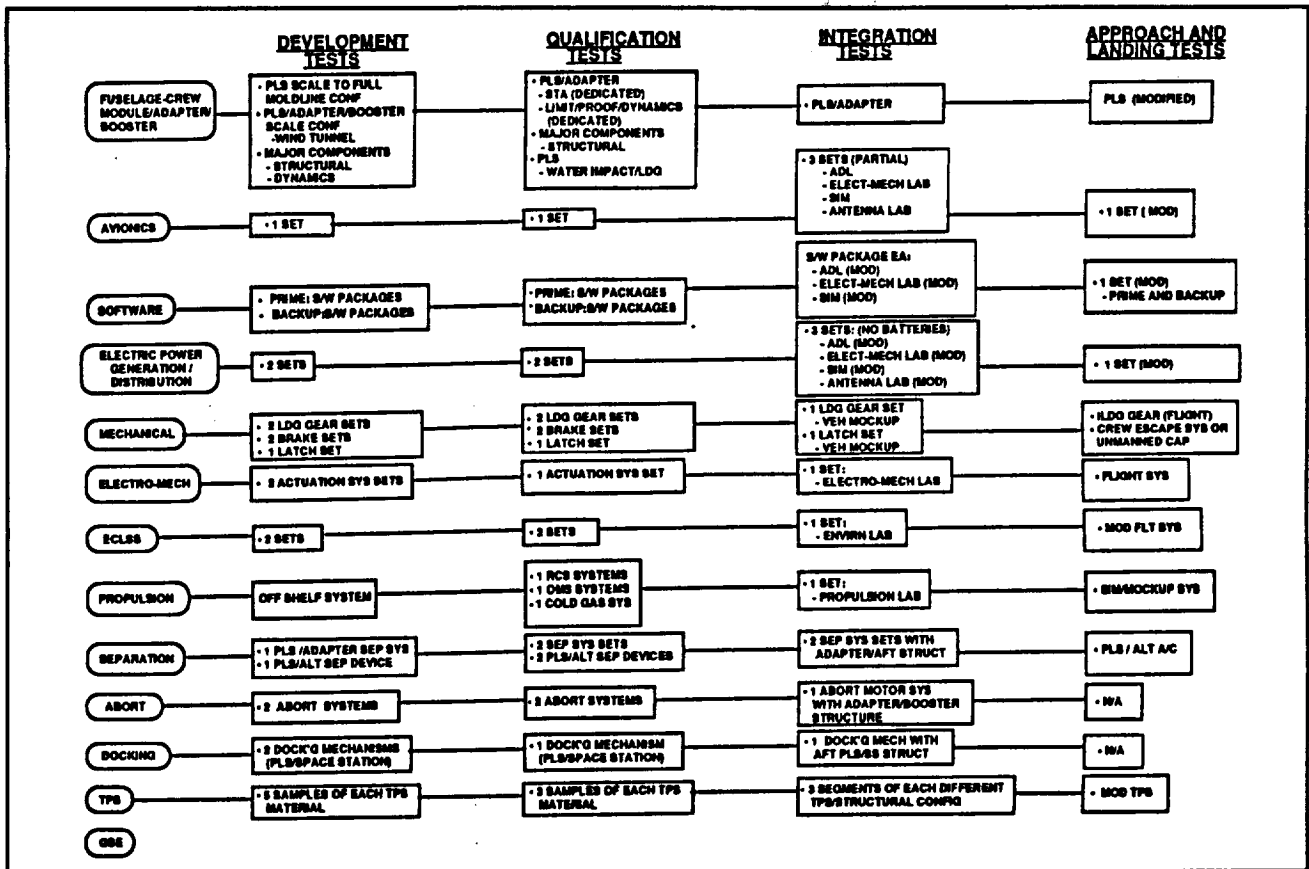 DEVELOPMENT
TESTS
QUALIFICATION
TESTS
INTEGRATION
TESTS
APPROACH AND
LANDING TESTS
FUSELAGE-CREW
MODULE/ADAPTER/
BOOSTER
• PLS SCALE TO FULL
MOLDLINE CONF
• PLS/ADAPTER/BOOSTER
SCALE CONF
-WIND TUNNEL
• MAJOR COMPONENTS
- STRUCTURAL
- DYNAMICS
• PLS/ADAPTER
- STA (DEDICATED)
- LIMIT/PROOF/DYNAMICS
(DEDICATED)
• MAJOR COMPONENTS
- STRUCTURAL
• PLS
- WATER IMPACT/LDG
• PLS/ADAPTER
PLS (MODIFIED)
AVIONICS
• 1 SET
• 1 SET
• 3 SETS (PARTIAL)
- ADL
- ELECT-MECH LAB
- SIM
- ANTENNA LAB
• 1 SET ( MOD)
SOFTWARE
• PRIME: S/W PACKAGES
• BACKUP:S/W PACKAGES
• PRIME: S/W PACKAGES
• BACKUP:S/W PACKAGES
S/W PACKAGE EA:
- ADL (MOD)
- ELECT-MECH LAB (MOD)
- SIM (MOD)
• 1 SET (MOD)
- PRIME AND BACKUP
ELECTRIC POWER
GENERATION /
DISTRIBUTION
• 2 SETS
• 2 SETS
• 3 SETS: (NO BATTERIES)
- ADL (MOD)
- ELECT-MECH LAB (MOD)
- SIM (MOD)
- ANTENNA LAB (MOD)
• 1 SET (MOD)
MECHANICAL
• 2 LDG GEAR SETS
• 2 BRAKE SETS
• 1 LATCH SET
• 2 LDG GEAR SETS
• 2 BRAKE SETS
• 1 LATCH SET
• 1 LDG GEAR SET
- VEH MOCKUP
• 1 LATCH SET
- VEH MOCKUP
• LDG GEAR (FLIGHT)
• CREW ESCAPE SYS OR
UNMANNED CAP
ELECTRO-MECH
ACTUATION SYS SETS
• 1 ACTUATION SYS SET
• 1 SET:
- ELECTRO-MECH LAB
• FLIGHT SYS
ECLSS
• 2 SETS
• 2 SETS
• 1 SET:
- ENVIRN LAB
• MOD FLT SYS
PROPULSION
OFF SHELF SYSTEM
• 1 RCS SYSTEMS
• 1 OMS SYSTEMS
• 1 COLD GAS SYS
• 1 SET:
- PROPULSION LAB
• SIM/MOCKUP SYS
SEPARATION
• 1 PLS /ADAPTER SEP SYS
• 1 PLS/ALT SEP DEVICE
• 2 SEP SYS SETS
• 2 PLS/ALT SEP DEVICES
• 2 SEP SYS SETS WITH
ADAPTER/AFT STRUCT
• PLS / ALT A/C
ABORT
• 2 ABORT SYSTEMS
• 2 ABORT SYSTEMS
• 1 ABORT MOTOR SYS
WITH ADAPTER/BOOSTER
STRUCTURE
• N/A
DOCKING
• 2 DOCK'G MECHANISMS
(PLS/SPACE STATION)
• 1 DOCK'G MECHANISM
(PLS/SPACE STATION)
• 1 DOCK'G MECH WITH
AFT PLS/SS STRUCT
• N/A
TPS
• 5 SAMPLES OF EACH TPS
MATERIAL
SAMPLES OF EACH TPS
MATERIAL
• 3 SEGMENTS OF EACH DIFFERENT
TPS/STRUCTURAL CONFIG
• MOD TPS
GSE